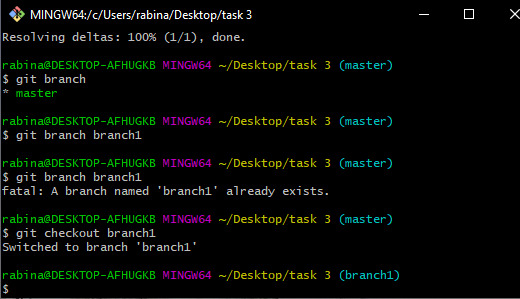 MINGW64:/c/Users/rabina/Desktop/task 3
Resolving deltas: 100% (1/1), done.
rabina@DESKTOP-AFHUGKB MINGW64 ~/Desktop/task 3 (master)
$ git branch
* master
rabina@DESKTOP-AFHUGKB MINGW64 ~/Desktop/task 3 (master)
$ git branch branch1
rabina@DESKTOP-AFHUGKB MINGW64 ~/Desktop/task 3 (master)
$ git branch branch1
fatal: A branch named 'branch1' already exists.
rabina@DESKTOP-AFHUGKB MINGW64 ~/Desktop/task 3 (master)
$ git checkout branch1
Switched to branch 'branch1'
rabina@DESKTOP-AFHUGKB MINGW64 ~/Desktop/task 3 (branch1)
$